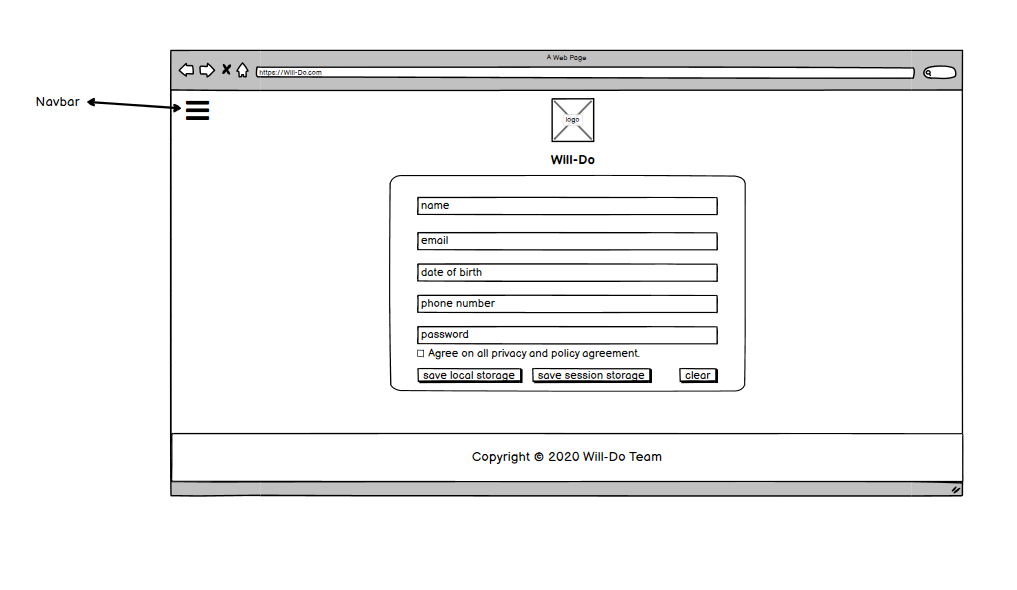 A Web Page
https://Will-Do.com
Navbar
logo
Will-Do
name
email
date of birth
phone number
password
Agree on all privacy and policy agreement.
save local storage save session storage clear
Copyright © 2020 Will-Do Team